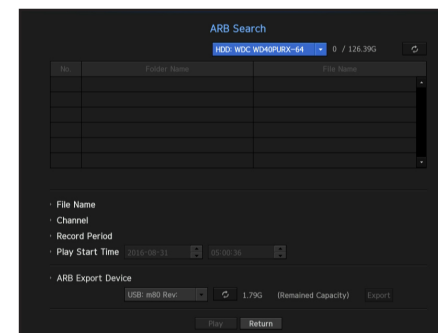 ARB Search
HDD: WDC WD40PURX-64 0 / 126.39G
No. Folder Name File Name
· File Name
· Channel
· Record Period
· Play Start Time 2016-08-31 05:00:36
· ARB Export Device
USB: m80 Rev: 1.79G (Remained Capacity) Export
Play Return